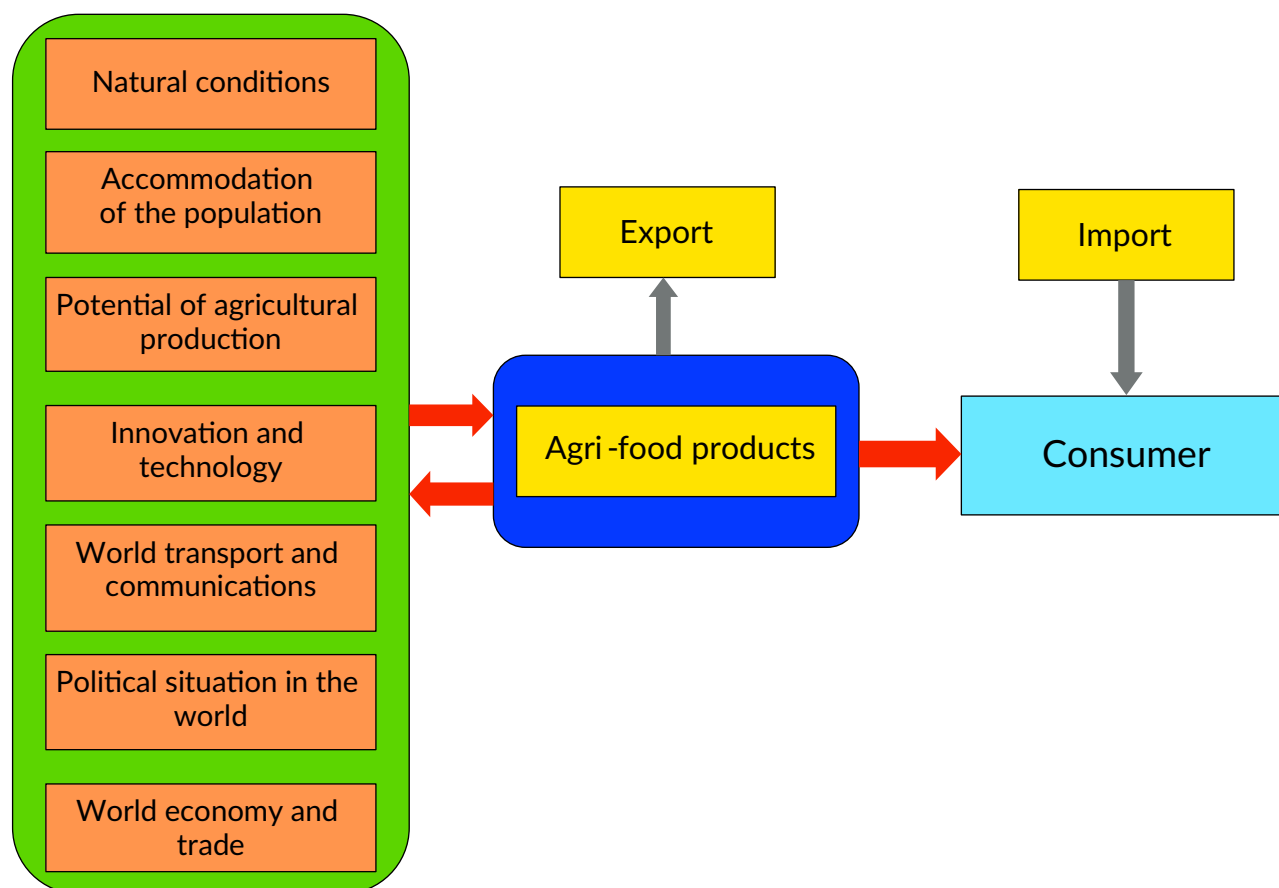 Natural conditions
Accommodation
of the population
Potential of agricultural
production
Innovation and
technology
World transport and
communications
Political situation in the
world
World economy and
trade
Export
Agri -food products
Import
Consumer